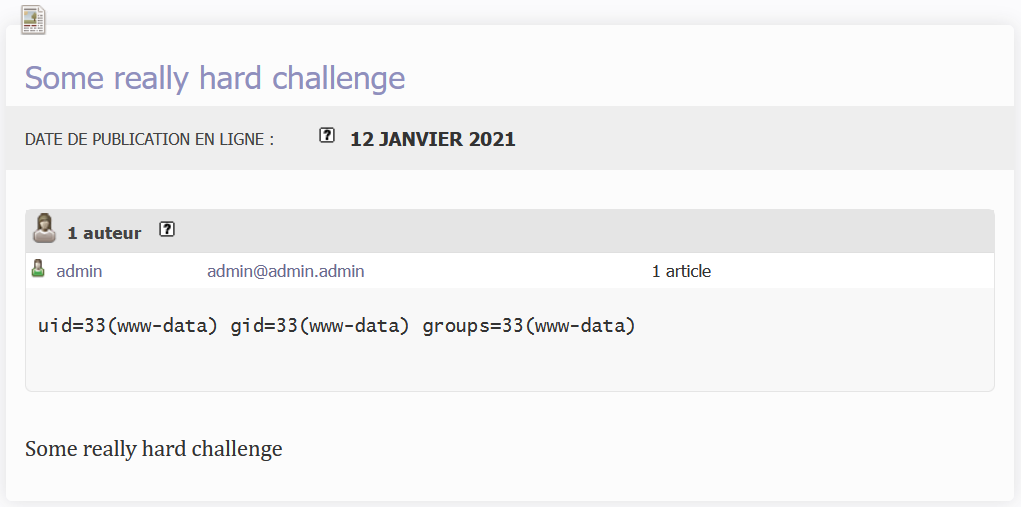 Some really hard challenge
DATE DE PUBLICATION EN LIGNE : ? 12 JANVIER 2021
1 auteur ?
admin admin@admin.admin 1 article
uid=33(www-data) gid=33(www-data) groups=33(www-data)
Some really hard challenge